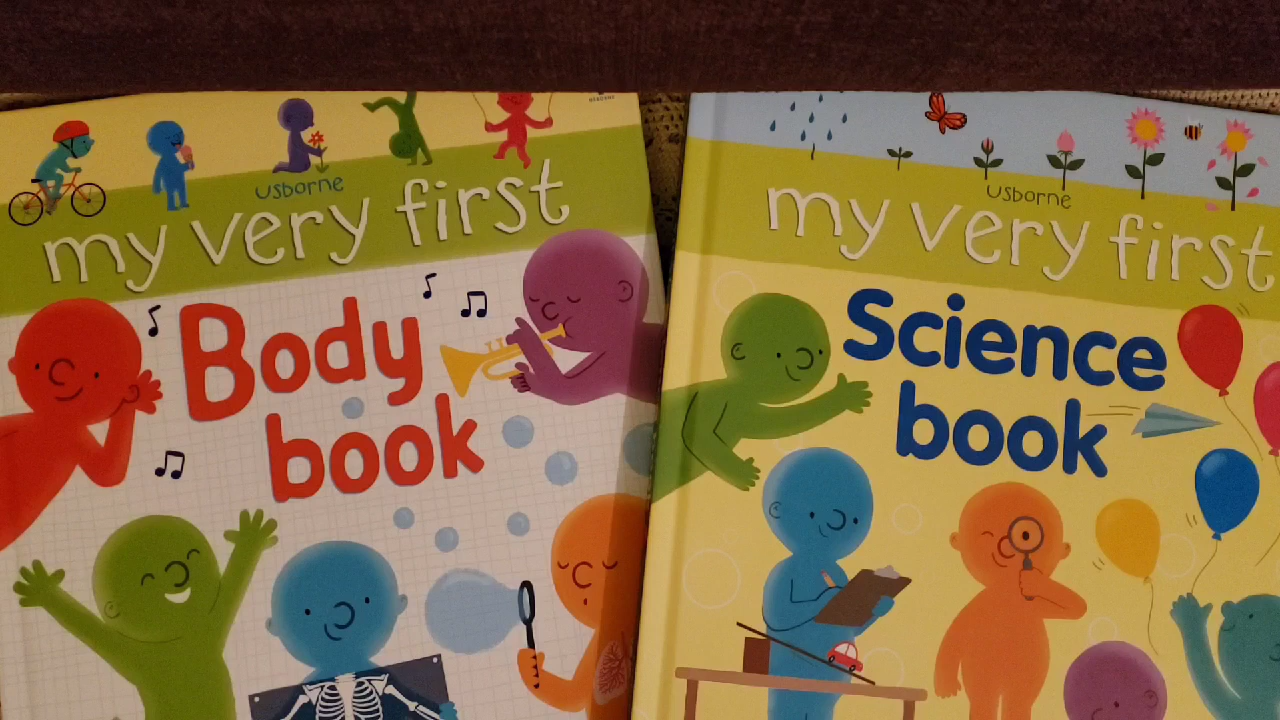 usborne
my very first
Body
book
usborne
my very first
Science
book